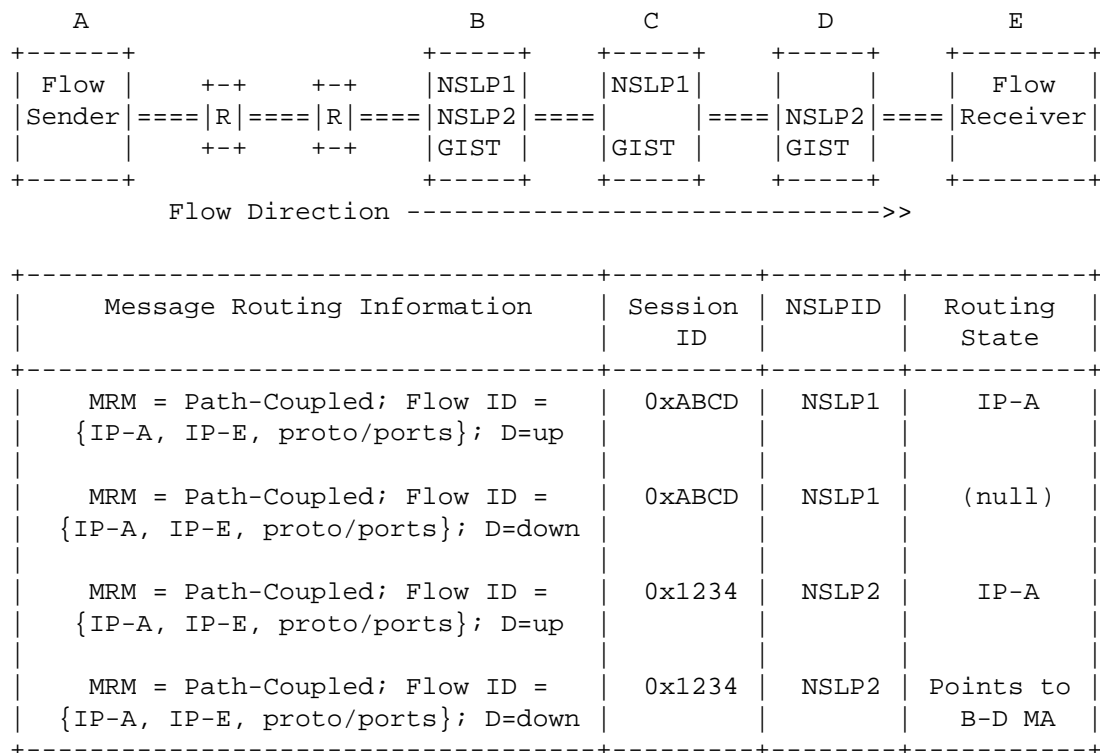 A                        B          C          D           E
+------+                  +-----+    +-----+    +-----+    +--------+
| Flow |    +-+    +-+    |NSLP1|    |NSLP1|    |     |    |  Flow  |
|Sender|====|R|====|R|====|NSLP2|====|     |====|NSLP2|====|Receiver|
|      |    +-+    +-+    |GIST |    |GIST |    |GIST |    |        |
+------+                  +-----+    +-----+    +-----+    +--------+
          Flow Direction ------------------------------>>
+------------------------------------+---------+--------+-----------+
|     Message Routing Information    | Session | NSLPID |  Routing  |
|                                    |    ID   |        |   State   |
+------------------------------------+---------+--------+-----------+
|    MRM = Path-Coupled; Flow ID =   |  0xABCD |  NSLP1 |    IP-A   |
|   {IP-A, IP-E, proto/ports}; D=up  |         |        |           |
|                                    |         |        |           |
|    MRM = Path-Coupled; Flow ID =   |  0xABCD |  NSLP1 |   (null)  |
|  {IP-A, IP-E, proto/ports}; D=down |         |        |           |
|                                    |         |        |           |
|    MRM = Path-Coupled; Flow ID =   |  0x1234 |  NSLP2 |    IP-A   |
|   {IP-A, IP-E, proto/ports}; D=up  |         |        |           |
|                                    |         |        |           |
|    MRM = Path-Coupled; Flow ID =   |  0x1234 |  NSLP2 | Points to |
|  {IP-A, IP-E, proto/ports}; D=down |         |        |   B-D MA  |
+------------------------------------+---------+--------+-----------+